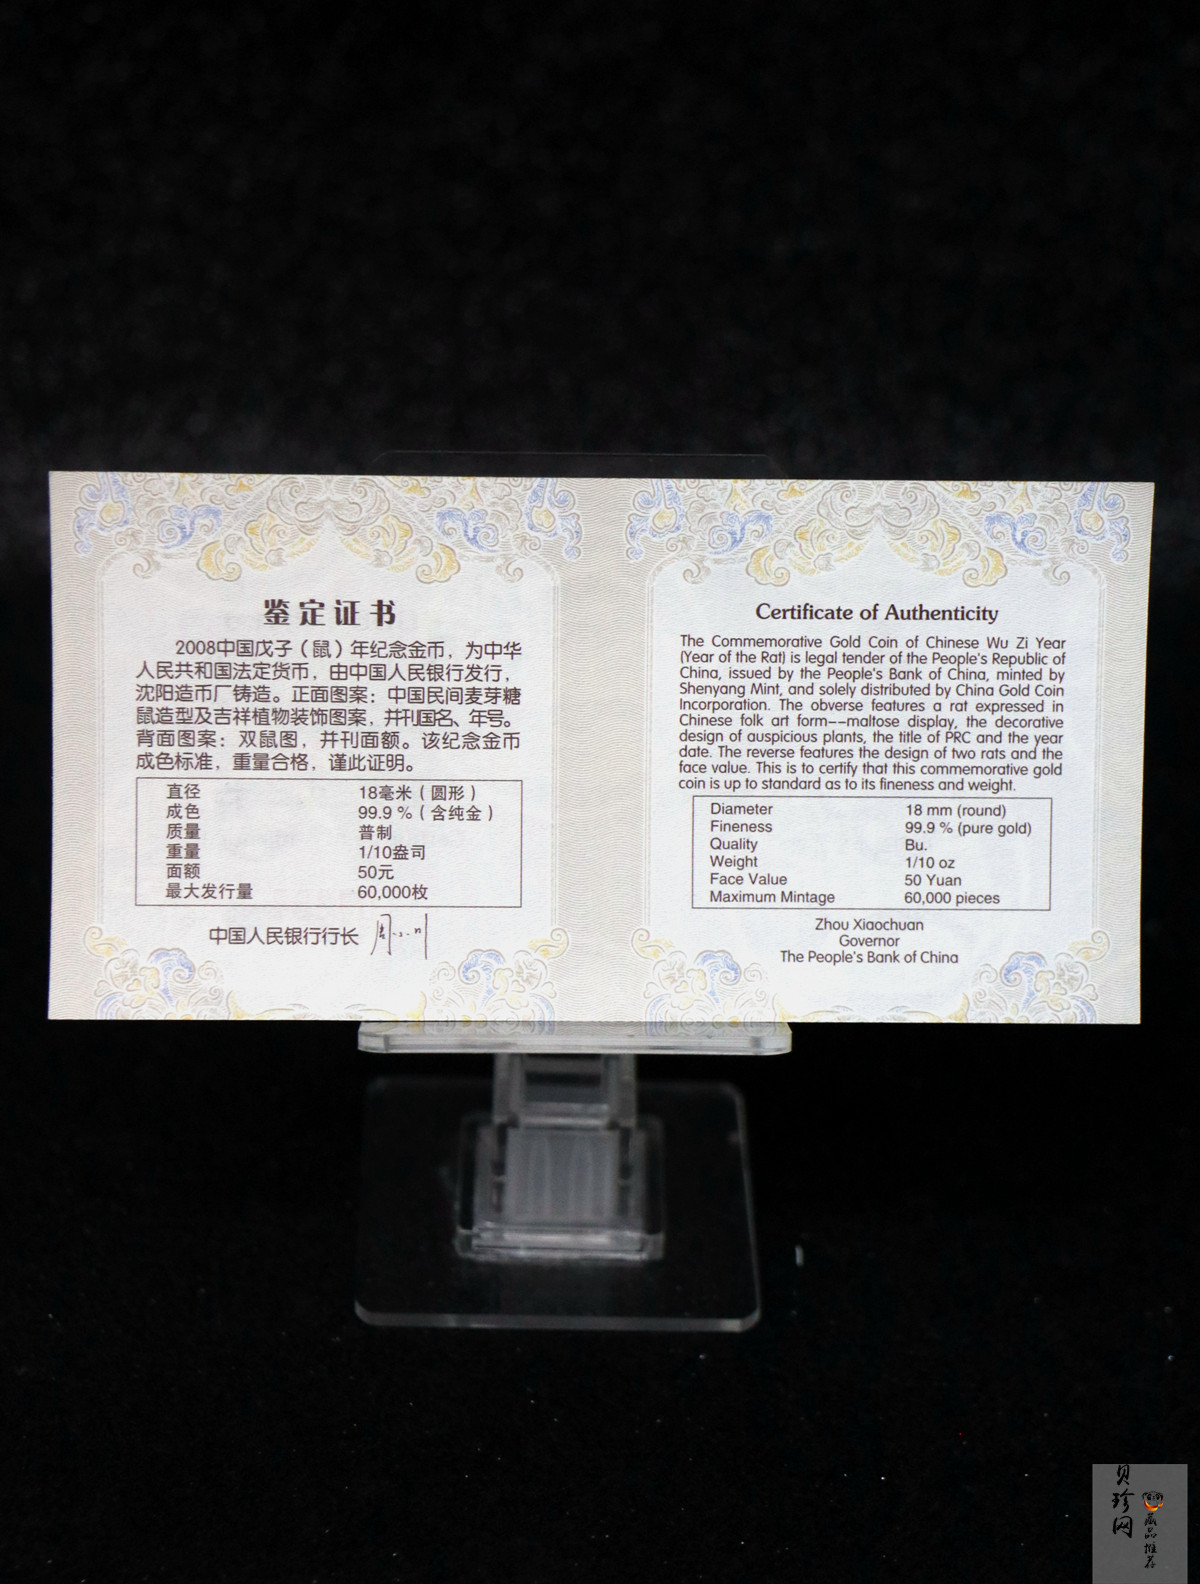 鉴定证书
2008中国戊子（鼠）年纪念金币，为中华
人民共和国法定货币，由中国人民银行发行，
沈阳造币厂铸造。正面图案：中国民间麦芽糖
鼠造型及吉祥植物装饰图案，并刊国名、年号。
背面图案：双鼠图，并刊面额。该纪念金币
成色标准，重量合格，谨此证明。
直径 18毫米（圆形）
成色 99.9 %（含纯金）
质量 普制
重量 1/10盎司
面额 50元
最大发行量 60,000枚
中国人民银行行长
Certificate of Authenticity
The Commemorative Gold Coin of Chinese Wu Zi Year
(Year of the Rat) is legal tender of the People's Republic of
China, issued by the People's Bank of China, minted by
Shenyang Mint, and solely distributed by China Gold Coin
Incorporation. The obverse features a rat expressed in
Chinese folk art form--maltose display, the decorative
design of auspicious plants, the title of PRC and the year
date. The reverse features the design of two rats and the
face value. This is to certify that this commemorative gold
coin is up to standard as to its fineness and weight.
Diameter 18 mm (round)
Fineness 99.9 % (pure gold)
Quality Bu.
Weight 1/10 oz
Face Value 50 Yuan
Maximum Mintage 60,000 pieces
Zhou Xiaochuan
Governor
The People's Bank of China
贝珍网
藏品推荐